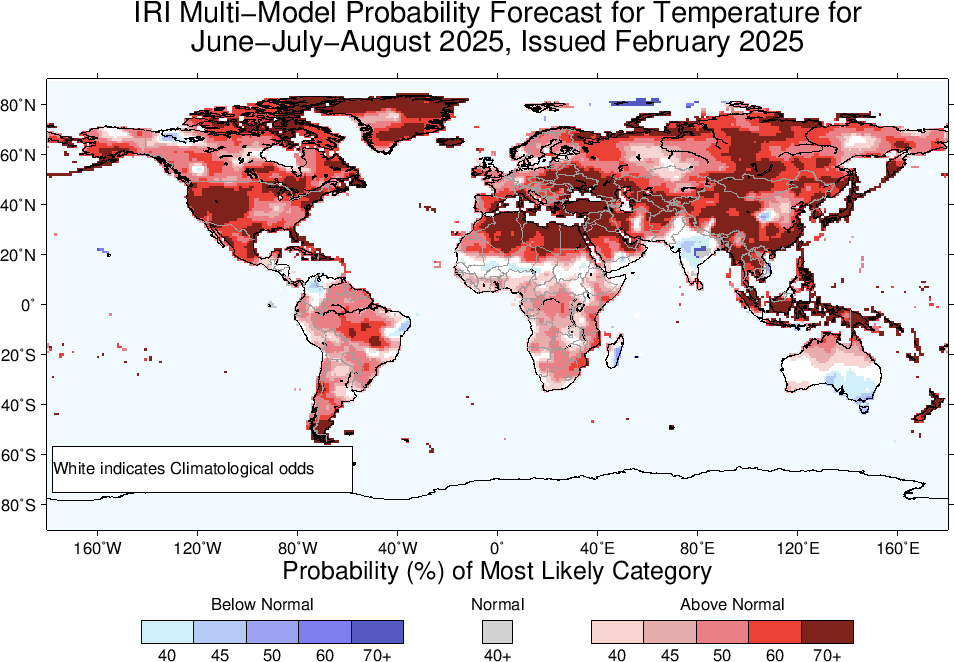 IRI Multi−Model Probability Forecast for Temperature for
June−July−August 2025, Issued February 2025
80˚N
60˚N
40˚N
20˚N
0˚
20˚S
40˚S
60˚S
80˚S
White indicates Climatological odds
160˚W 120˚W 80˚W 40˚W 0˚ 40˚E 80˚E 120˚E 160˚E
Probability (%) of Most Likely Category
Below Normal Normal Above Normal
40 45 50 60 70+ 40+ 40 45 50 60 70+